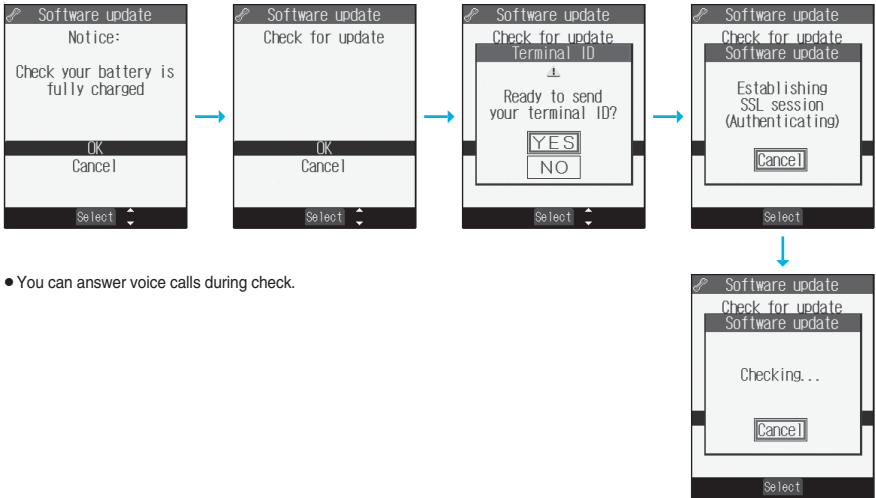 Software update
Notice:
Check your battery is
fully charged
OK
Cancel
Select
Software update
Check for update
OK
Cancel
Select
Software update
Check for update
Terminal ID
Ready to send
your terminal ID?
YES
NO
Select
Software update
Check for update
Software update
Establishing
SSL session
(Authenticating)
Cancel
Select
● You can answer voice calls during check.
Software update
Check for update
Software update
Checking...
Cancel
Select